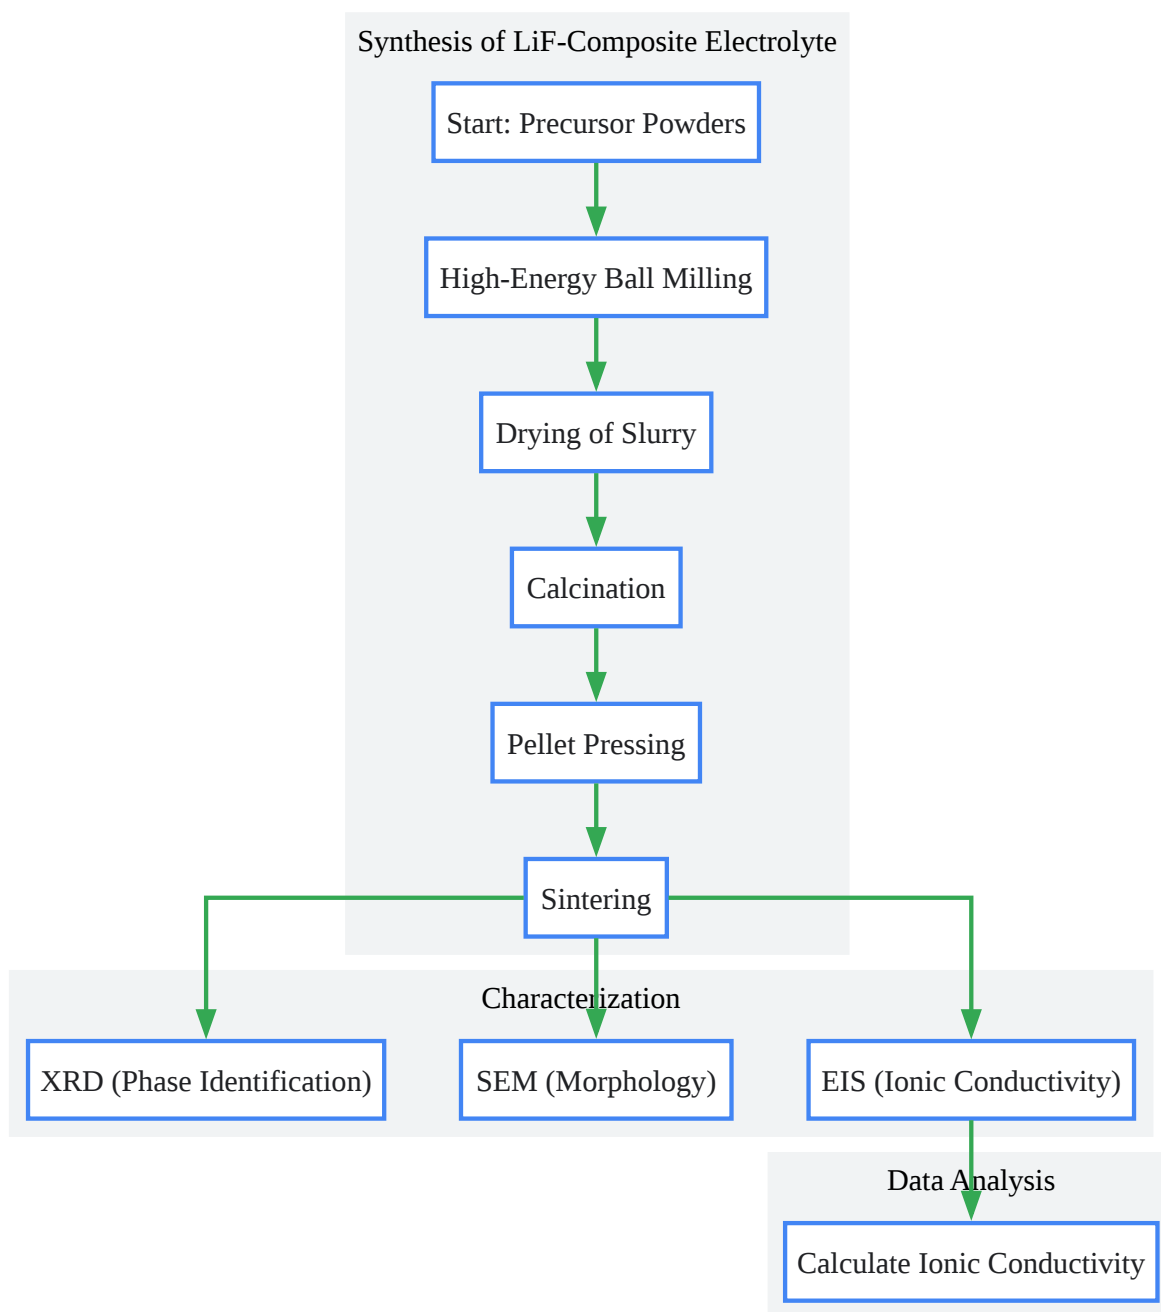 Synthesis of LiF-Composite Electrolyte
Start: Precursor Powders
High-Energy Ball Milling
Drying of Slurry
Calcination
Pellet Pressing
Sintering
Characterization
XRD (Phase Identification)
SEM (Morphology)
EIS (Ionic Conductivity)
Data Analysis
Calculate Ionic Conductivity